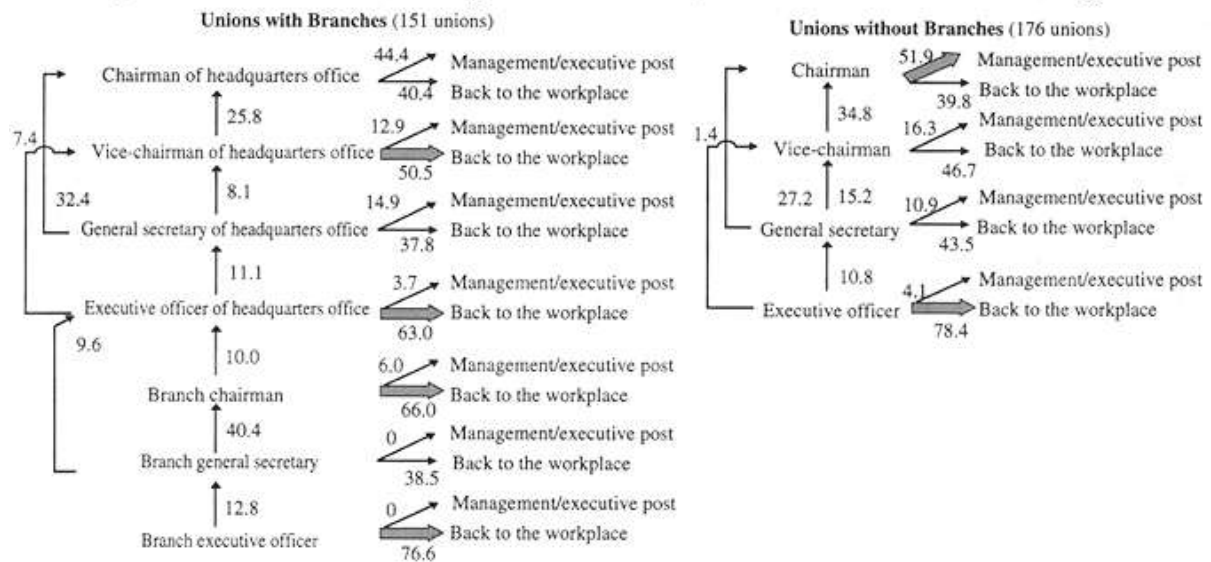 Unions with Branches (151 unions)
44.4 Management/executive post
Chairman of headquarters office
40.4 Back to the workplace
25.8
7.4
12.9 Management/executive post
Vice-chairman of headquarters office
50.5 Back to the workplace
8.1
32.4
14.9 Management/executive post
General secretary of headquarters office
37.8 Back to the workplace
11.1
3.7 Management/executive post
Executive officer of headquarters office
63.0 Back to the workplace
9.6
10.0
6.0 Management/executive post
Branch chairman
66.0 Back to the workplace
40.4
0 Management/executive post
Branch general secretary
38.5 Back to the workplace
12.8
0 Management/executive post
Branch executive officer
76.6 Back to the workplace
Unions without Branches (176 unions)
51.9 Management/executive post
Chairman
39.8 Back to the workplace
34.8
1.4
16.3 Management/executive post
Vice-chairman
46.7 Back to the workplace
27.2 15.2
10.9 Management/executive post
General secretary
43.5 Back to the workplace
10.8
4.1 Management/executive post
Executive officer
78.4 Back to the workplace